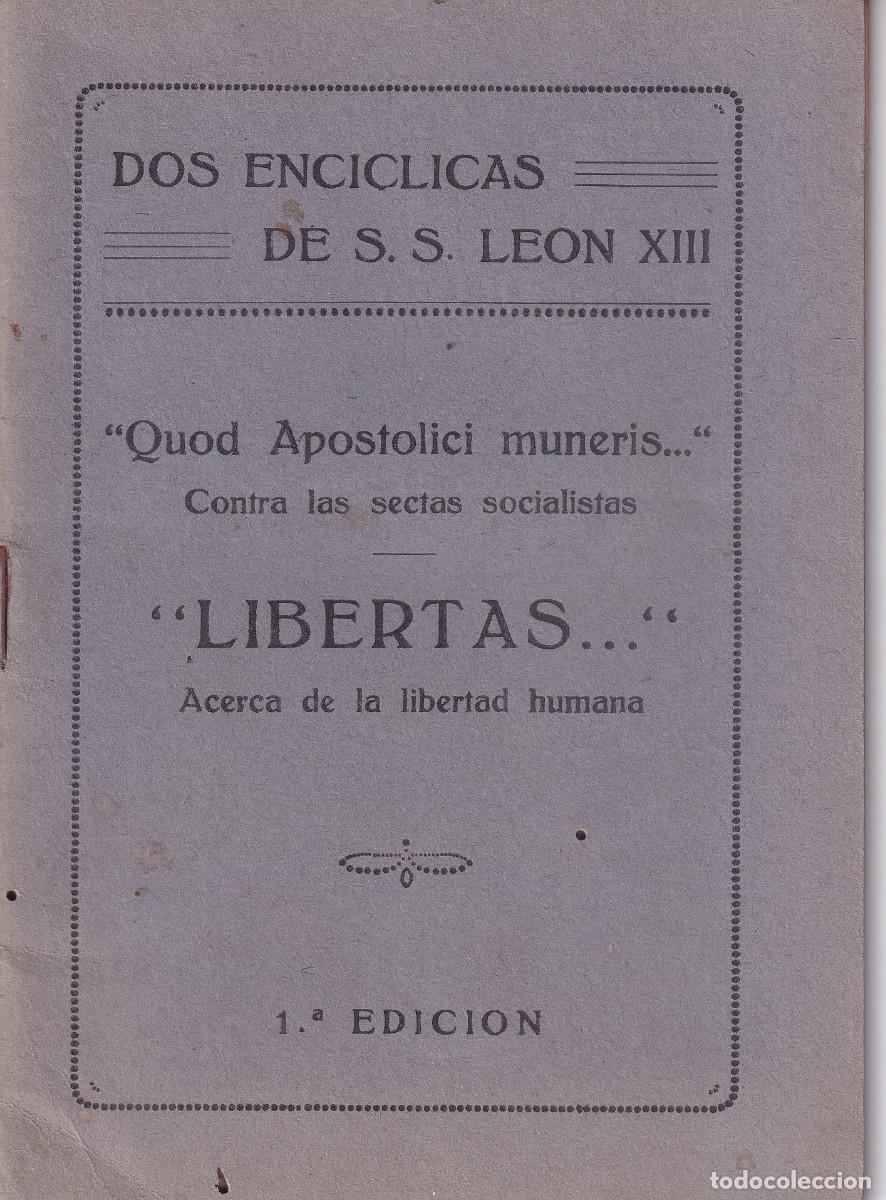 DOS ENCICLICAS
DE S. S. LEON XIII
“Quod Apostolici muneris...“
Contra las sectas socialistas
“LIBERTAS...“
Acerca de la libertad humana
1.ª EDICION
todocoleccion